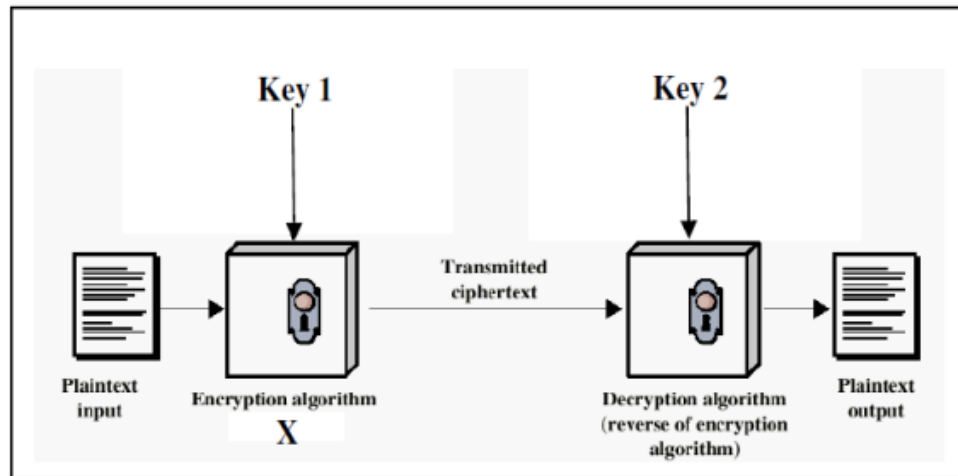 Key 1
Key 2
Transmitted
ciphertext
Plaintext
input
Encryption algorithm
X
Decryption algorithm
(reverse of encryption
algorithm)
Plaintext
output